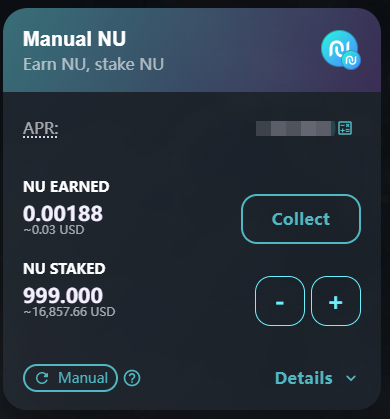 Manual NU
Earn NU, stake NU
APR:
NU EARNED
0.00188
~0.03 USD
Collect
NU STAKED
999.000
~16,857.66 USD
- +
Manual
Details